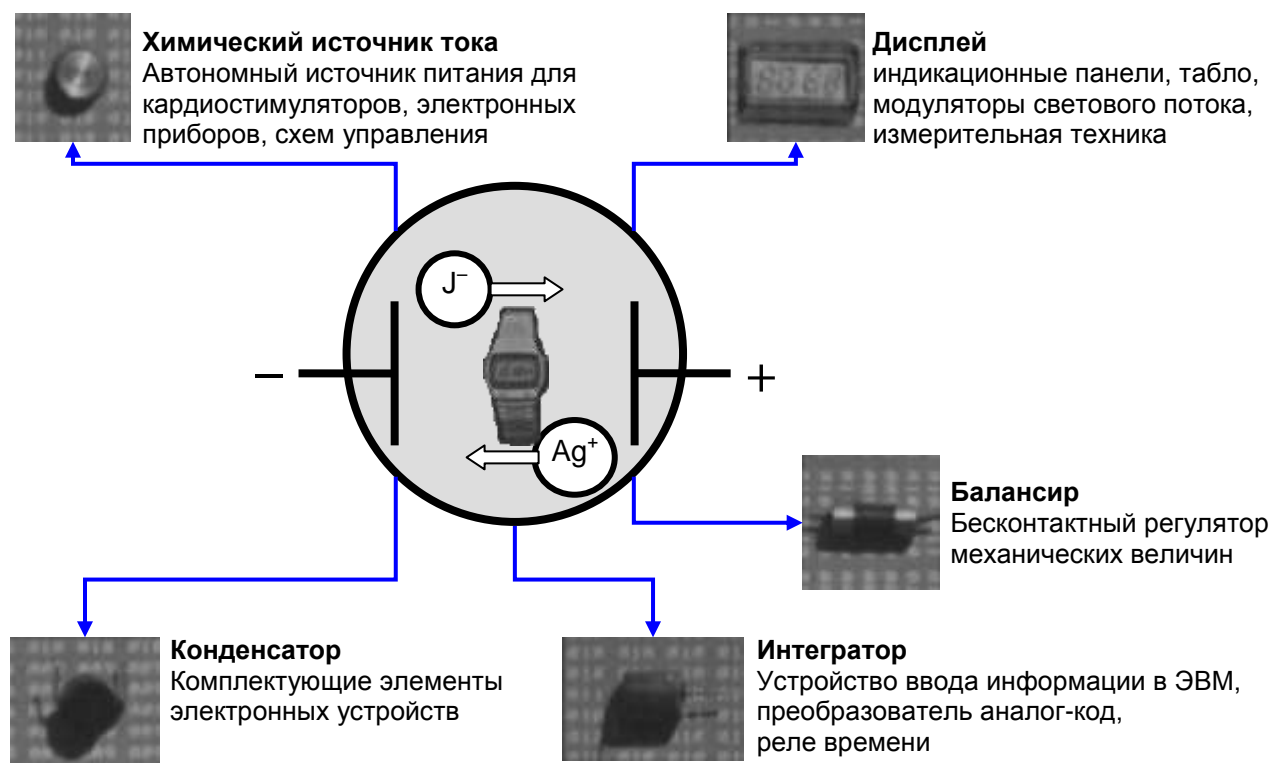 Химический источник тока
Автономный источник питания для
кардиостимуляторов, электронных
приборов, схем управления
Дисплей
индикационные панели, табло,
модуляторы светового потока,
измерительная техника
J⁻
–
+
Ag⁺
Балансир
Бесконтактный регулятор
механических величин
Конденсатор
Комплектующие элементы
электронных устройств
Интегратор
Устройство ввода информации в ЭВМ,
преобразователь аналог-код,
реле времени